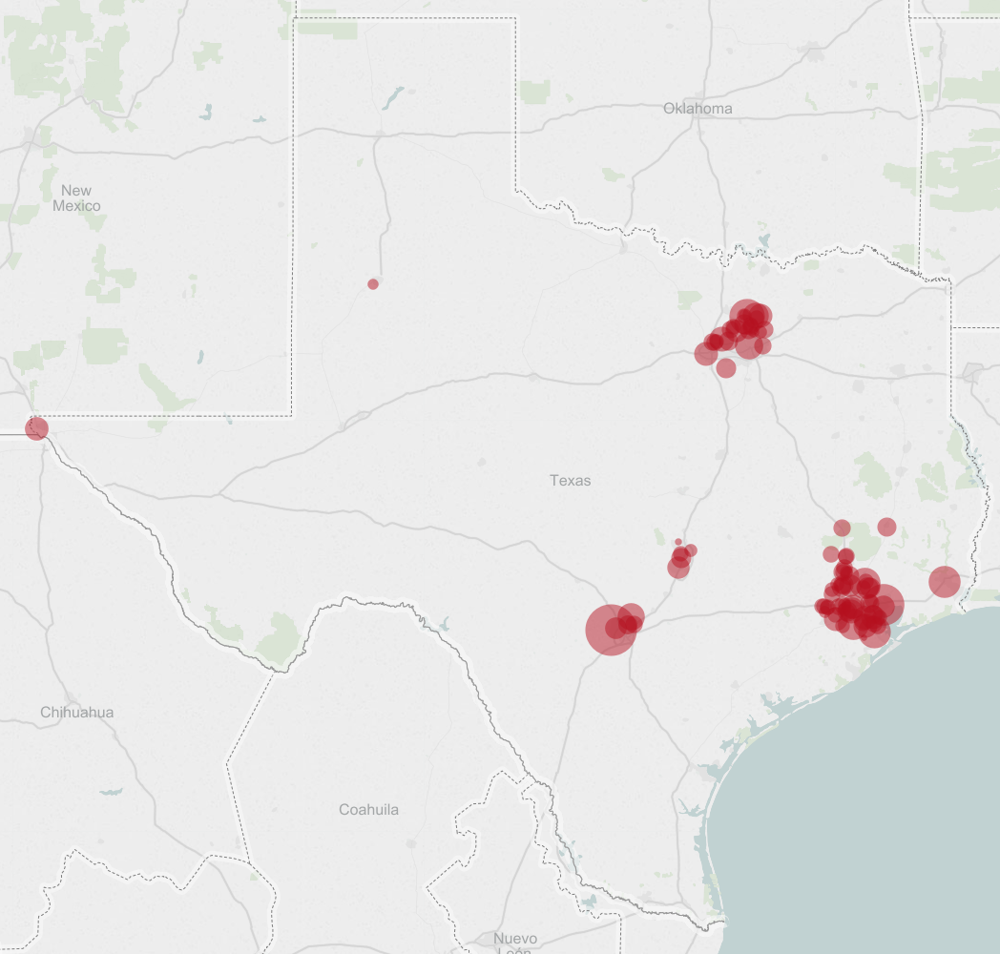 Oklahoma
New
Mexico
Texas
Chihuahua
Coahuila
Nuevo
León